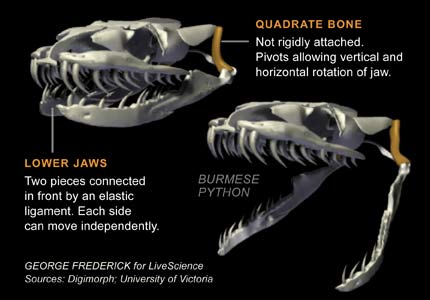 QUADRATE BONE
Not rigidly attached.
Pivots allowing vertical and
horizontal rotation of jaw.
LOWER JAWS
Two pieces connected
in front by an elastic
ligament. Each side
can move independently.
BURMESE
PYTHON
GEORGE FREDERICK for LiveScience
Sources: Digimorph; University of Victoria